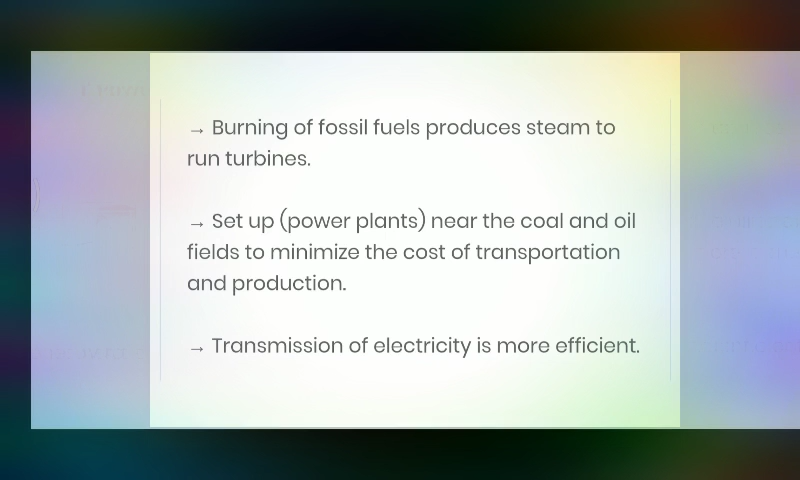 → Burning of fossil fuels produces steam to
run turbines.
→ Set up (power plants) near the coal and oil
fields to minimize the cost of transportation
and production.
→ Transmission of electricity is more efficient.